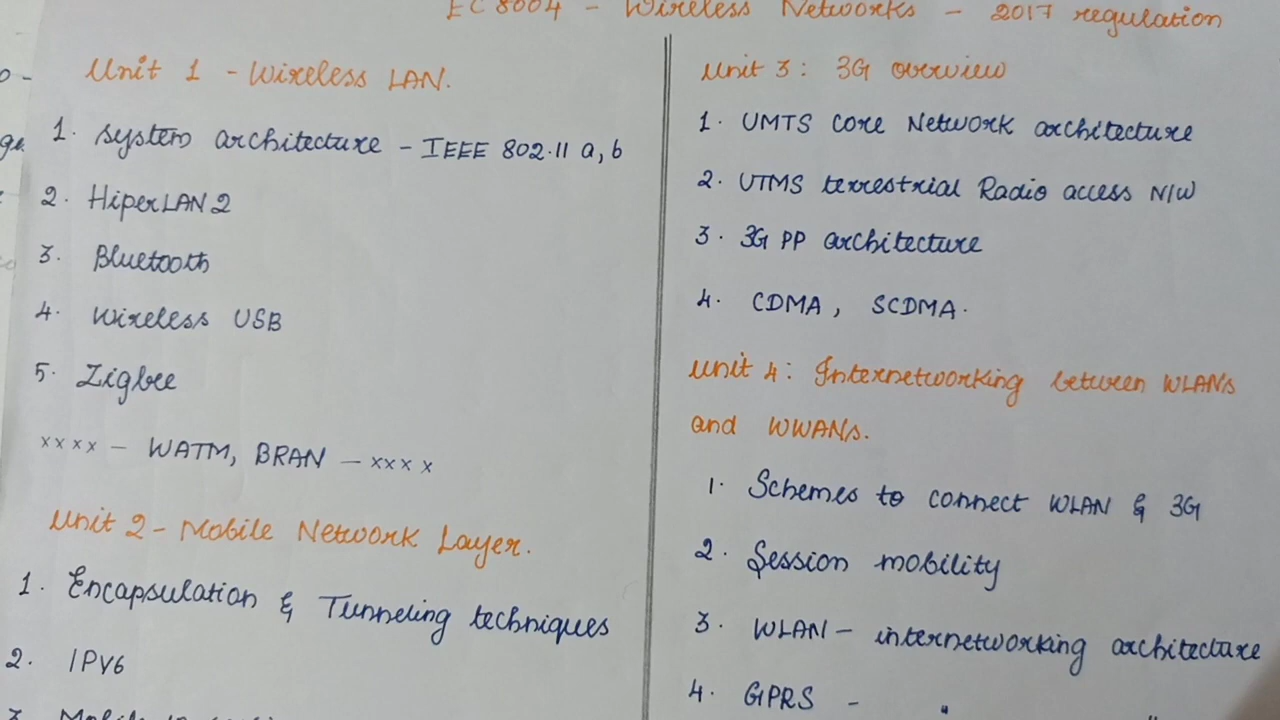 EC 8004 - Wireless Networks - 2017 regulation
Unit 1 - Wireless LAN.
1. System architecture - IEEE 802.11 a, b
2. HiperLAN 2
3. Bluetooth
4. Wireless USB
5. Zigbee
xxxx - WATM, BRAN - xxxx
Unit 2 - Mobile Network Layer.
1. Encapsulation & Tunneling techniques
2. IPV6
3. Mobile
Unit 3: 3G overview
1. UMTS core Network architecture
2. UTMS terrestrial Radio access N/W
3. 3G PP architecture
4. CDMA, SCDMA.
Unit 4: Internetworking between WLANs
and WWANs.
1. Schemes to connect WLAN & 3G
2. Session mobility
3. WLAN - internetworking architecture
4. GPRS - " "